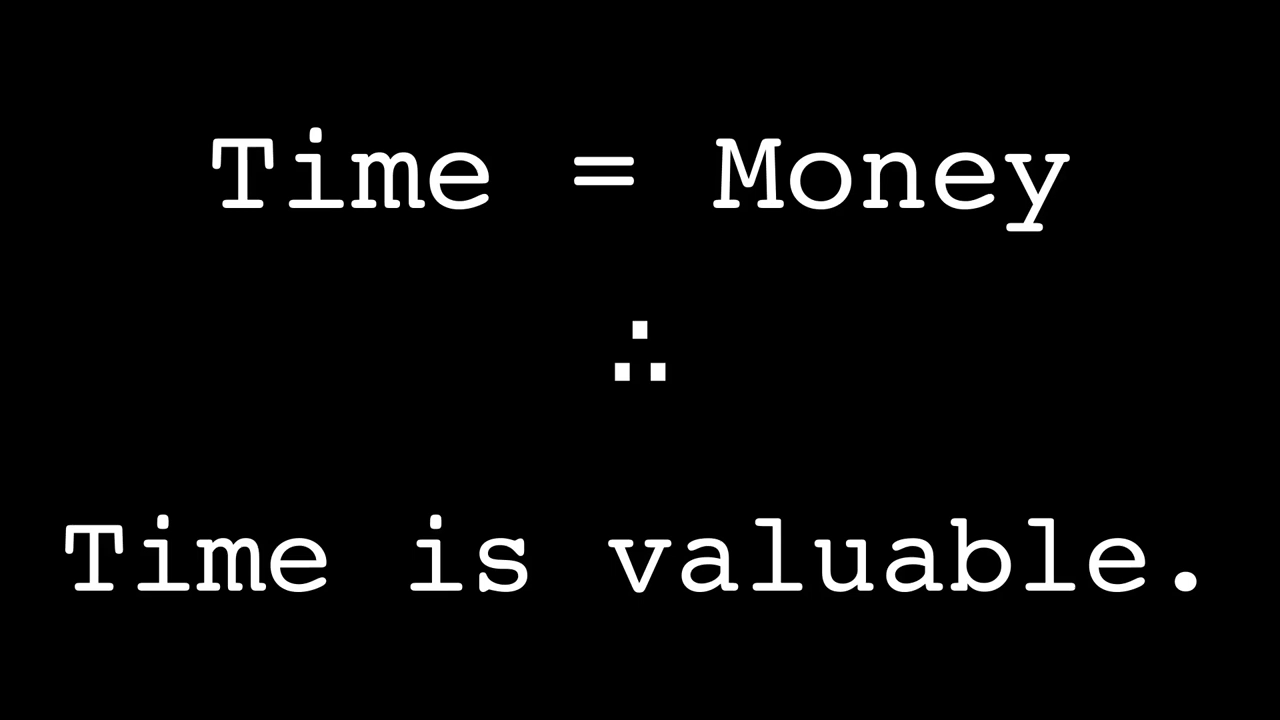 Time = Money
∴
Time is valuable.